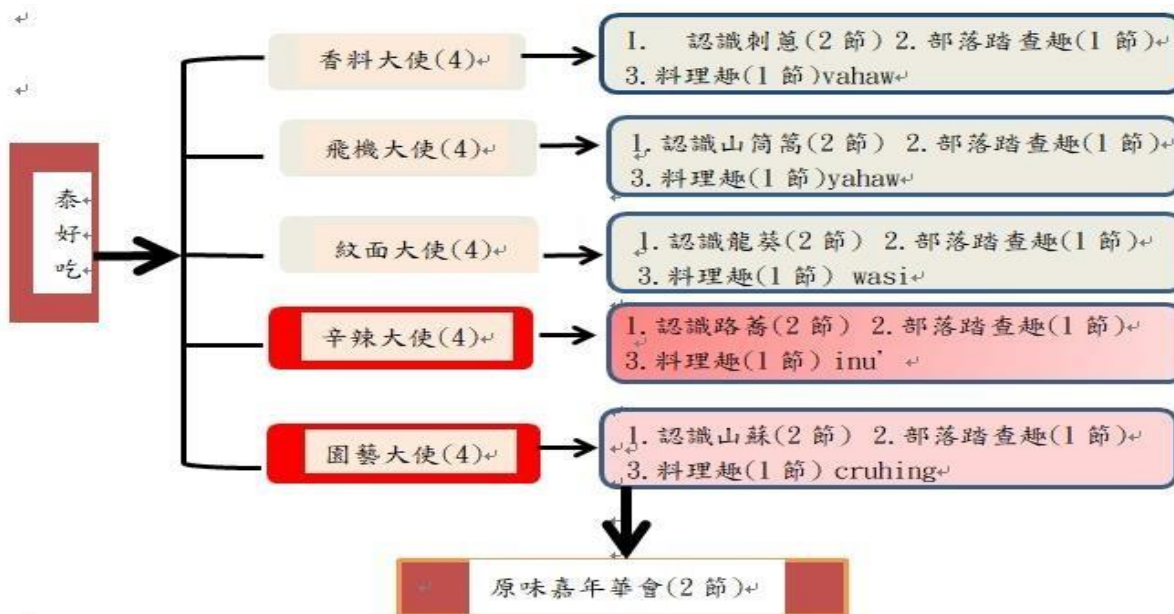 泰
好
吃
香料大使(4)
1. 認識刺蔥(2 節) 2.部落踏查趣(1 節)
3.料理趣(1 節)vahaw
飛機大使(4)
1.認識山筒蒿(2 節) 2.部落踏查趣(1 節)
3.料理趣(1 節)yahaw
紋面大使(4)
1.認識龍葵(2 節) 2.部落踏查趣(1 節)
3.料理趣(1 節) wasi
辛辣大使(4)
1.認識路蕎(2 節) 2.部落踏查趣(1 節)
3.料理趣(1 節) inu’
園藝大使(4)
1.認識山蘇(2 節) 2.部落踏查趣(1 節)
3.料理趣(1 節) cruhing
原味嘉年華會(2 節)